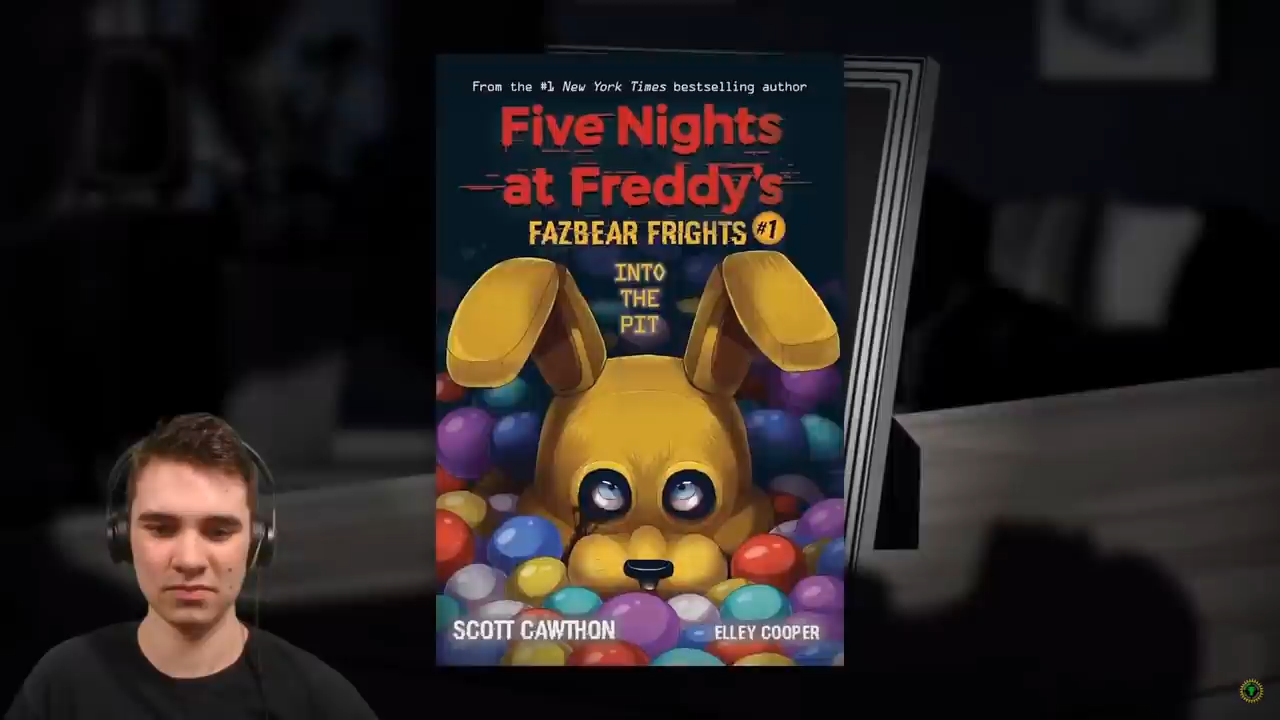 From the #1 New York Times bestselling author
Five Nights
at Freddy's
FAZBEAR FRIGHTS #1
INTO
THE
PIT
SCOTT CAWTHON
ELLEY COOPER